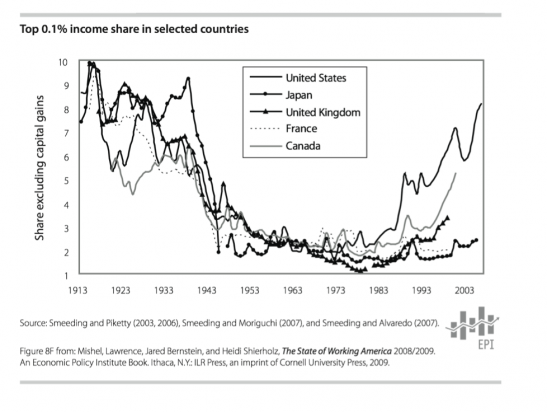 Top 0.1% income share in selected countries
Share excluding capital gains
10
9
8
7
6
5
4
3
2
1
United States
Japan
United Kingdom
France
Canada
1913 1923 1933 1943 1953 1963 1973 1983 1993 2003
Source: Smeeding and Piketty (2003, 2006), Smeeding and Moriguchi (2007), and Smeeding and Alvaredo (2007).
EPI
Figure 8F from: Mishel, Lawrence, Jared Bernstein, and Heidi Shierholz, The State of Working America 2008/2009.
An Economic Policy Institute Book. Ithaca, N.Y.: ILR Press, an imprint of Cornell University Press, 2009.